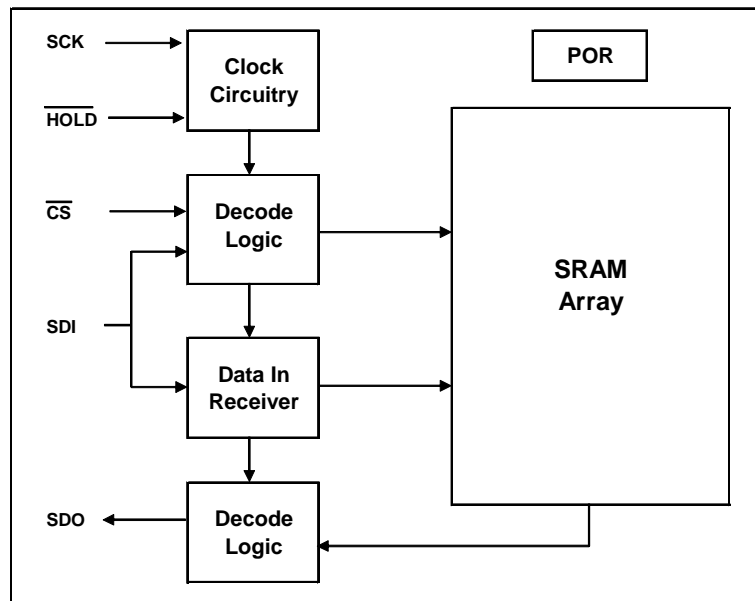 SCK
Clock
Circuitry
POR
HOLD
CS
Decode
Logic
SRAM
Array
SDI
Data In
Receiver
SDO
Decode
Logic